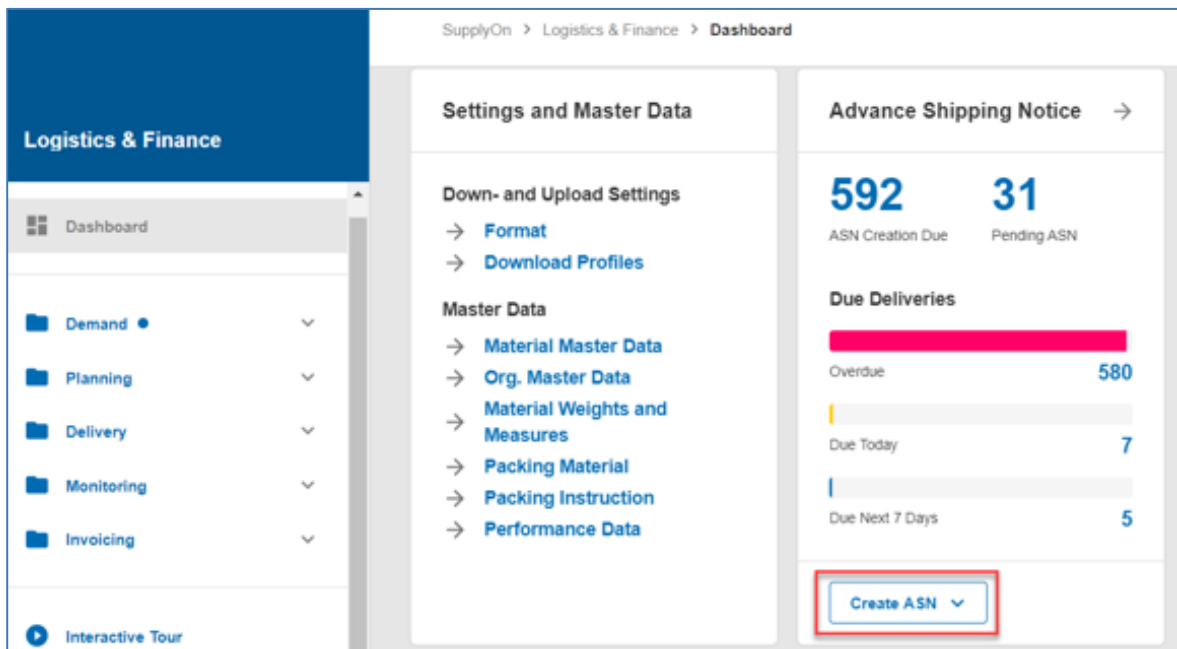 SupplyOn > Logistics & Finance > Dashboard
Logistics & Finance
Dashboard
Demand
Planning
Delivery
Monitoring
Invoicing
Interactive Tour
Settings and Master Data
Down- and Upload Settings
Format
Download Profiles
Master Data
Material Master Data
Org. Master Data
Material Weights and
Measures
Packing Material
Packing Instruction
Performance Data
Advance Shipping Notice
592 31
ASN Creation Due Pending ASN
Due Deliveries
Overdue 580
Due Today 7
Due Next 7 Days 5
Create ASN